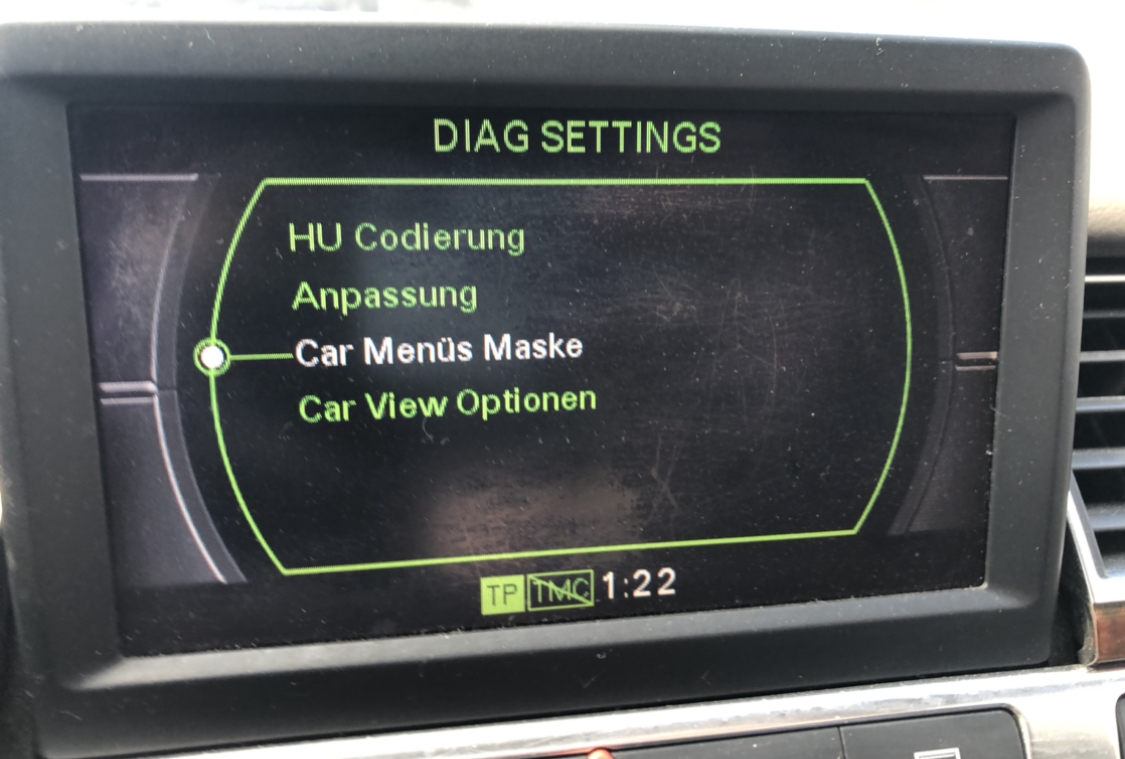 DIAG SETTINGS
HU Codierung
Anpassung
Car Menüs Maske
Car View Optionen
TP TMC 1:22